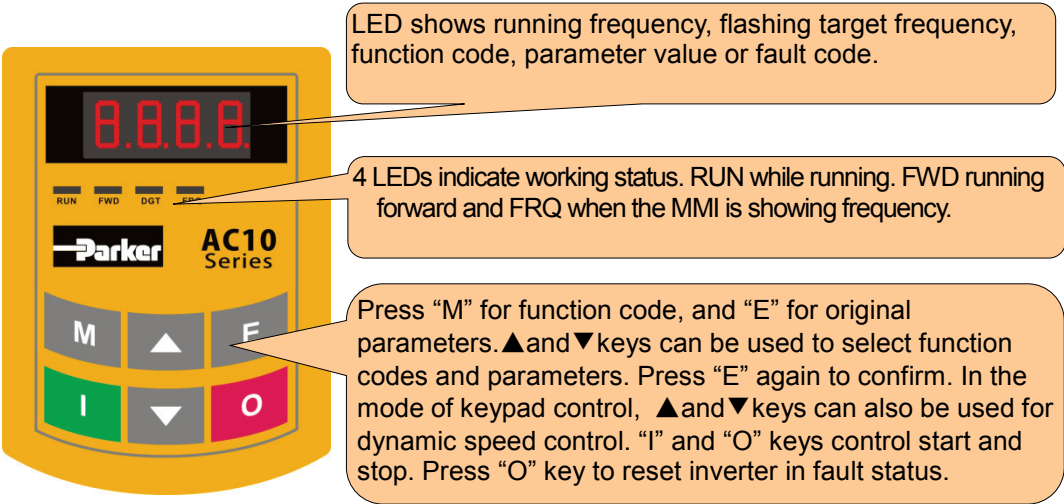 LED shows running frequency, flashing target frequency,
function code, parameter value or fault code.
8.8.8.8.
4 LEDs indicate working status. RUN while running. FWD running
forward and FRQ when the MMI is showing frequency.
RUN FWD DGT
Parker AC10
Series
Press “M” for function code, and “E” for original
parameters.▲and▼keys can be used to select function
codes and parameters. Press “E” again to confirm. In the
mode of keypad control, ▲and▼keys can also be used for
dynamic speed control. “I” and “O” keys control start and
stop. Press “O” key to reset inverter in fault status.
M ▲ E
I ▼ O